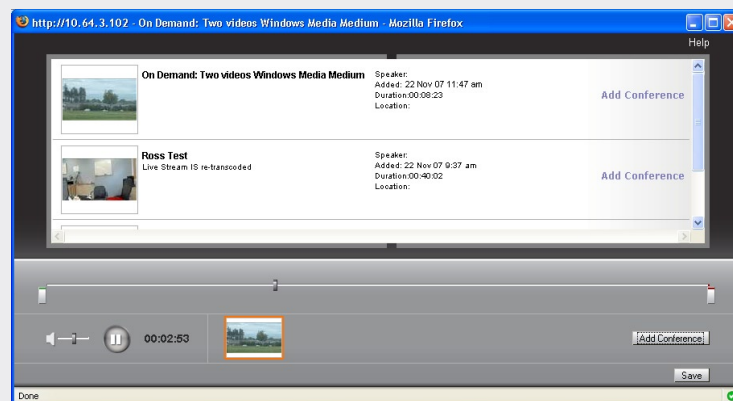 http://10.64.3.102 - On Demand: Two videos Windows Media Medium - Mozilla Firefox
Help
On Demand: Two videos Windows Media Medium
Speaker:
Added: 22 Nov 07 11:47 am
Duration:00:08:23
Location:
Add Conference
Ross Test
Live Stream IS re-transcoded
Speaker:
Added: 22 Nov 07 9:37 am
Duration:00:40:02
Location:
Add Conference
00:02:53
Add Conference
Save
Done